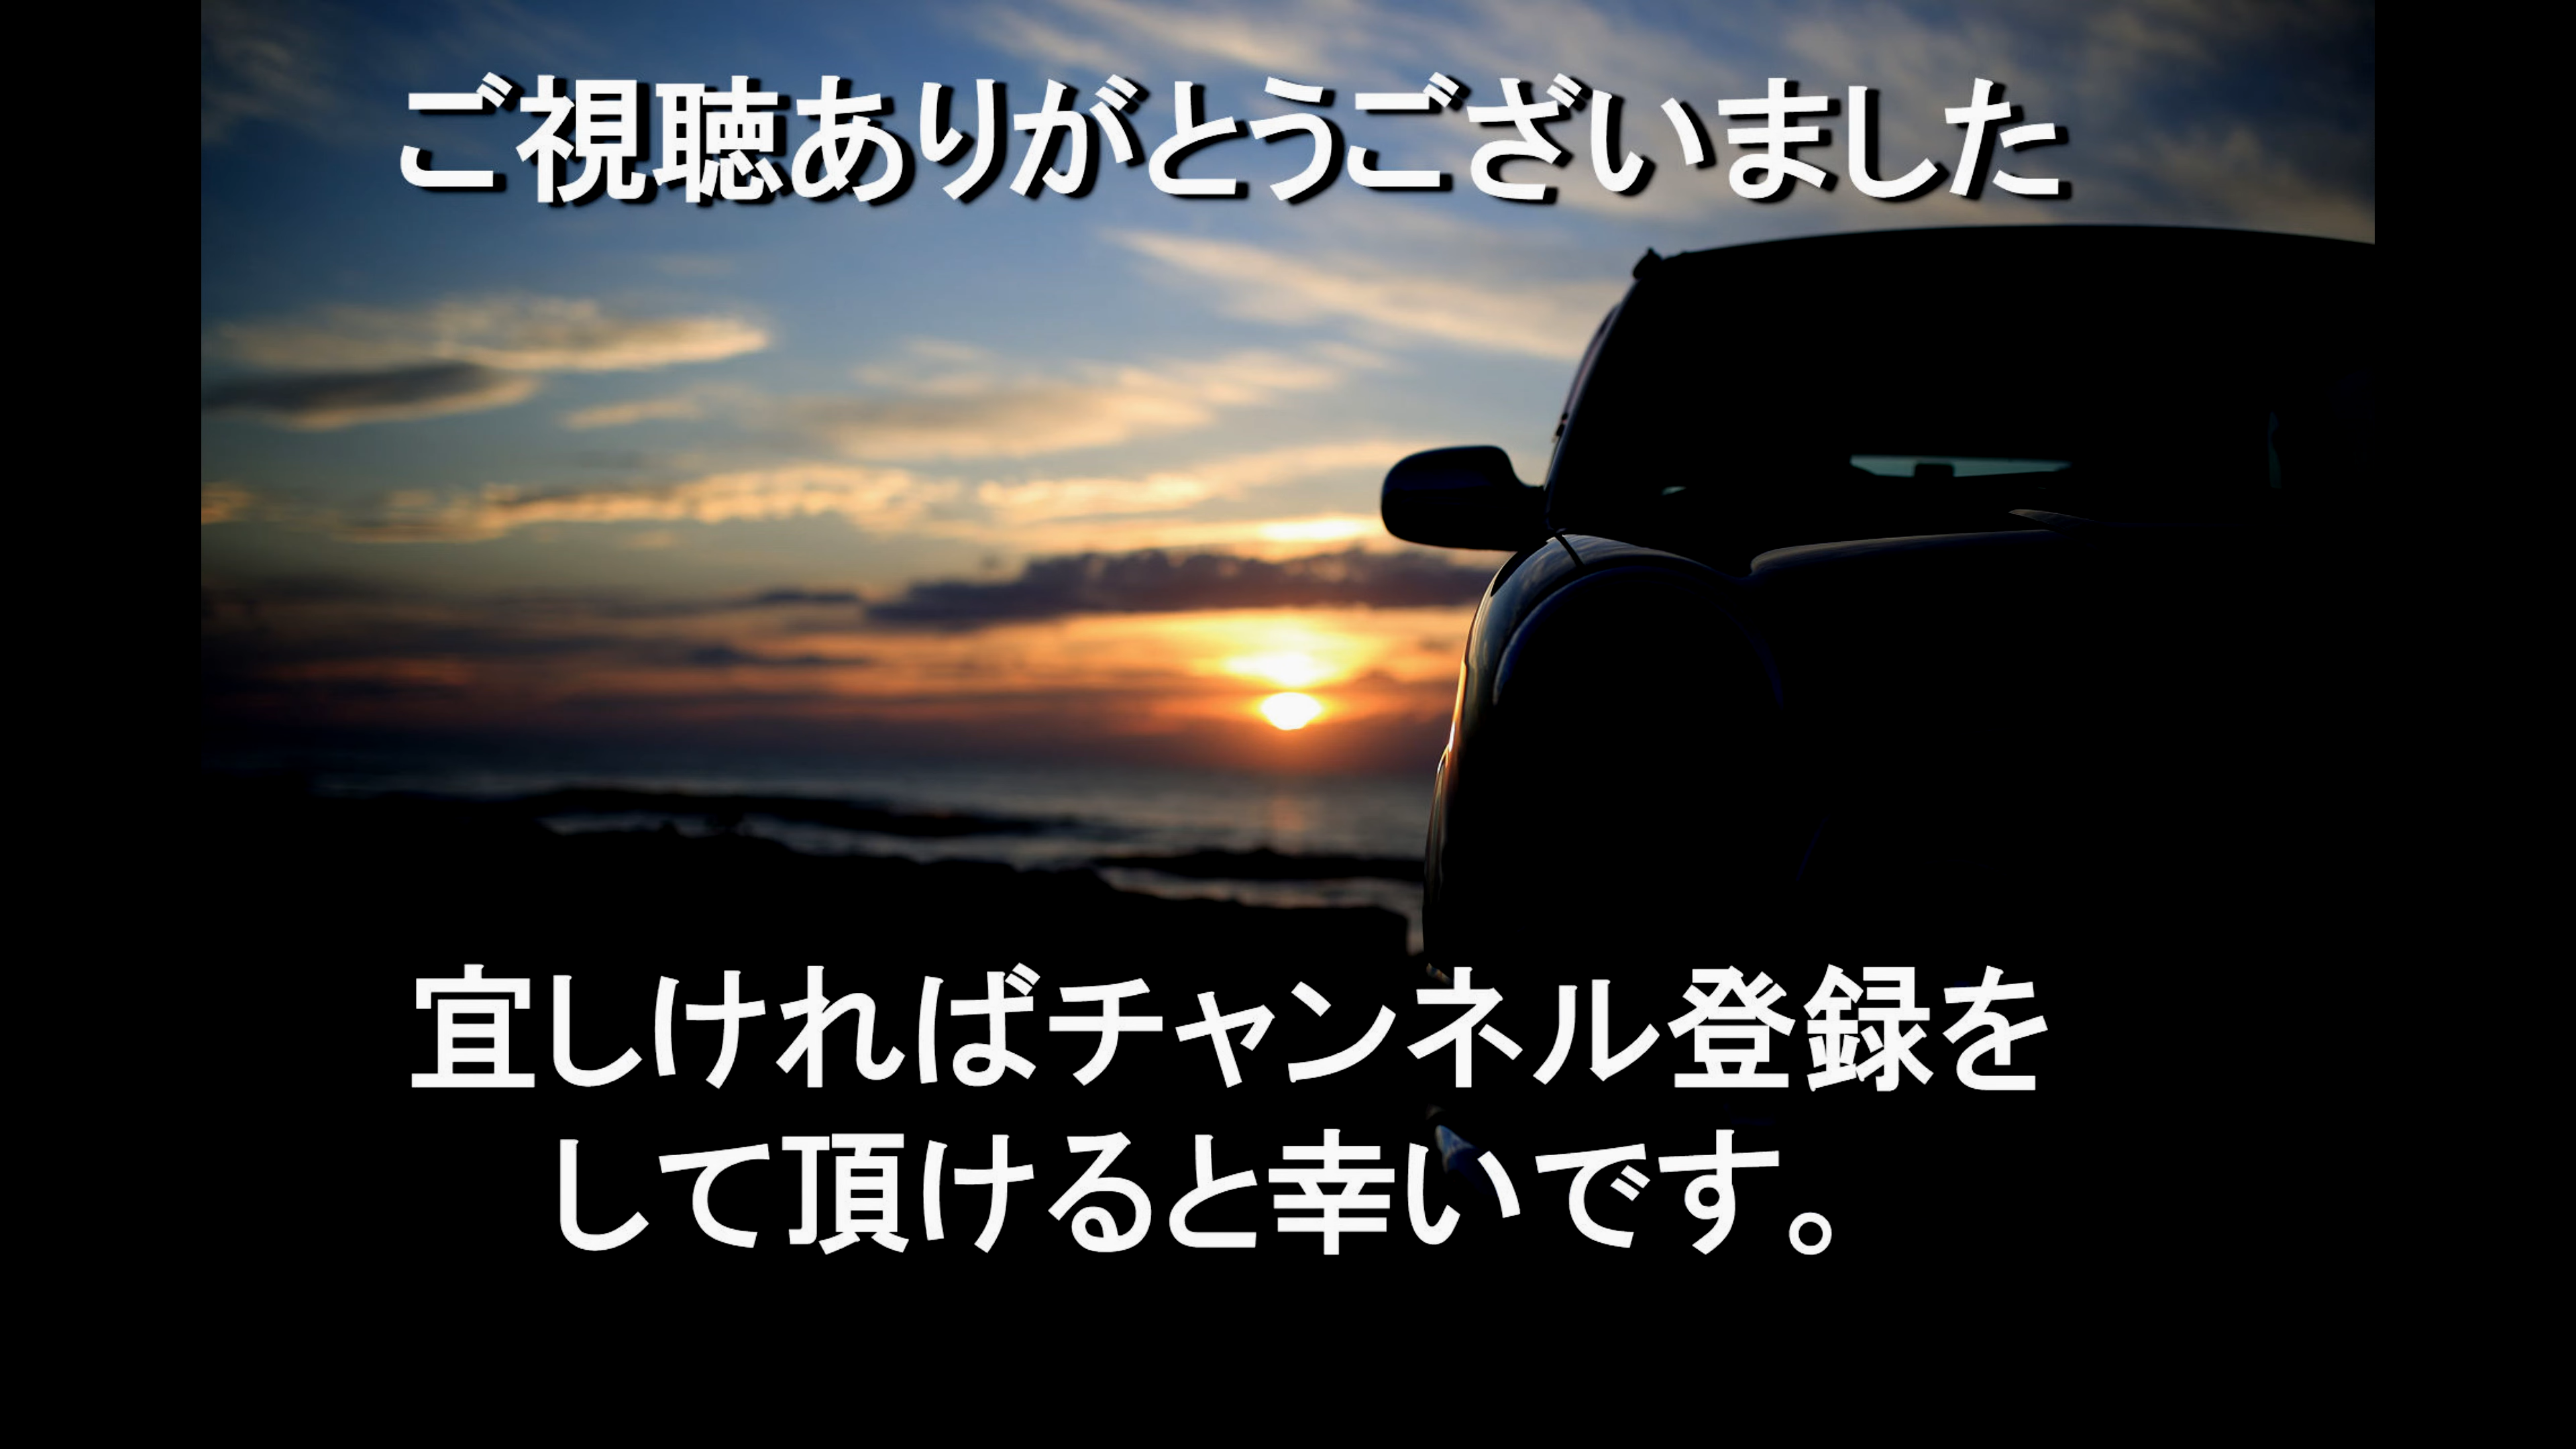 ご視聴ありがとうございました
宜しければチャンネル登録を
して頂けると幸いです。